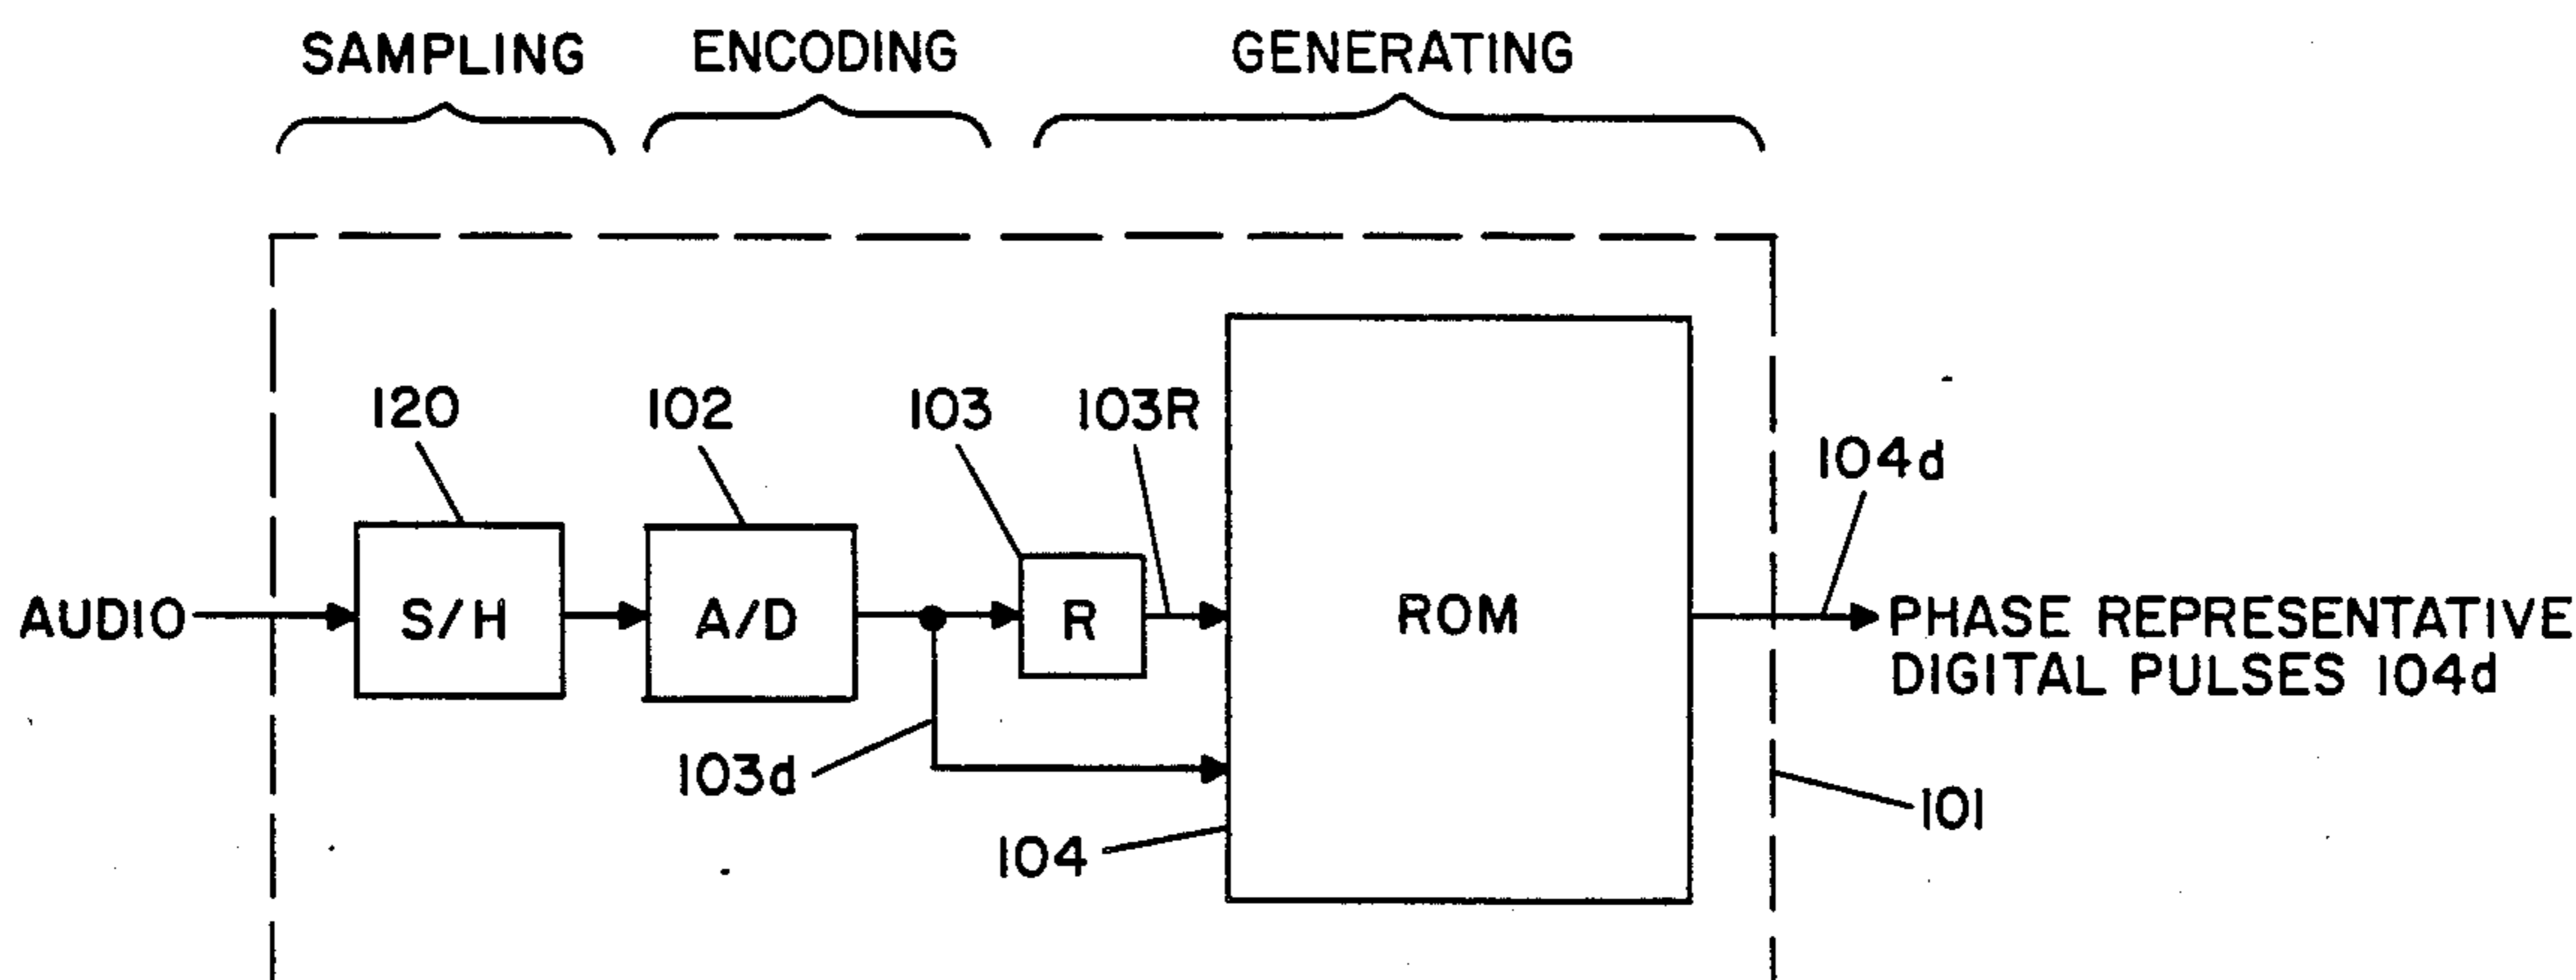 SAMPLING ENCODING GENERATING
120 102 103 103R
104d
AUDIO S/H A/D R ROM PHASE REPRESENTATIVE
DIGITAL PULSES 104d
103d
101
104